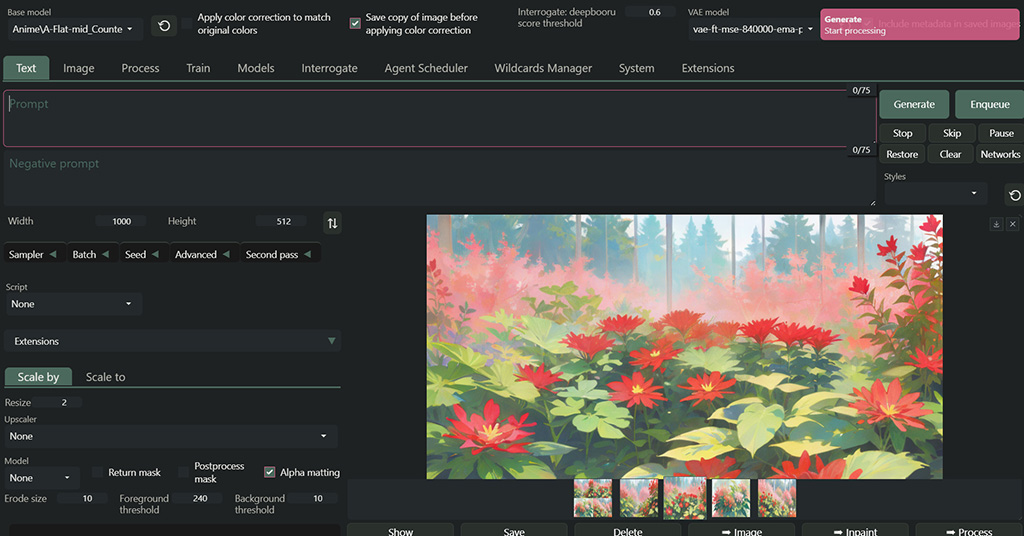 Base model
Anime\A-Flat-mid_Counte
Apply color correction to match
original colors
Save copy of image before
applying color correction
Interrogate: deepbooru
score threshold
0.6
VAE model
vae-ft-mse-840000-ema-p
Generate
Start processing
Include metadata in saved images
Text Image Process Train Models Interrogate Agent Scheduler Wildcards Manager System Extensions
Prompt
0/75
Generate Enqueue
Stop Skip Pause
Negative prompt
0/75
Restore Clear Networks
Styles
Width 1000 Height 512
Sampler Batch Seed Advanced Second pass
Script
None
Extensions
Scale by Scale to
Resize 2
Upscaler
None
Model
None
Return mask
Postprocess
mask
Alpha matting
Erode size 10
Foreground
threshold
240
Background
threshold
10
Show Save Delete ➡ Image ➡ Inpaint ➡ Process